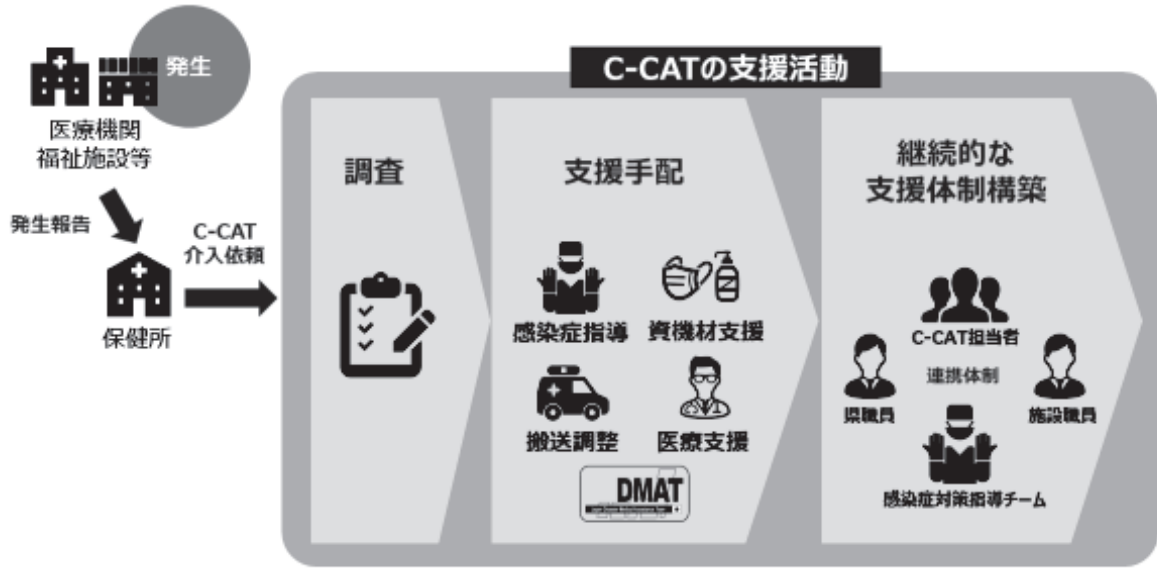 発生
医療機関
福祉施設等
発生報告
C-CAT
介入依頼
保健所
C-CATの支援活動
調査
支援手配
感染症指導
資機材支援
搬送調整
医療支援
DMAT
継続的な
支援体制構築
C-CAT担当者
連携体制
県職員
施設職員
感染症対策指導チーム